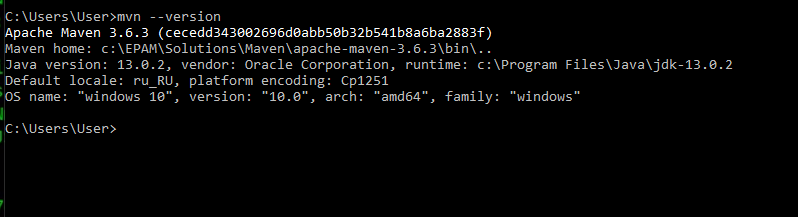 C:\Users\User>mvn --version
Apache Maven 3.6.3 (cecedd343002696d0abb50b32b541b8a6ba2883f)
Maven home: c:\EPAM\Solutions\Maven\apache-maven-3.6.3\bin\..
Java version: 13.0.2, vendor: Oracle Corporation, runtime: c:\Program Files\Java\jdk-13.0.2
Default locale: ru_RU, platform encoding: Cp1251
OS name: "windows 10", version: "10.0", arch: "amd64", family: "windows"
C:\Users\User>